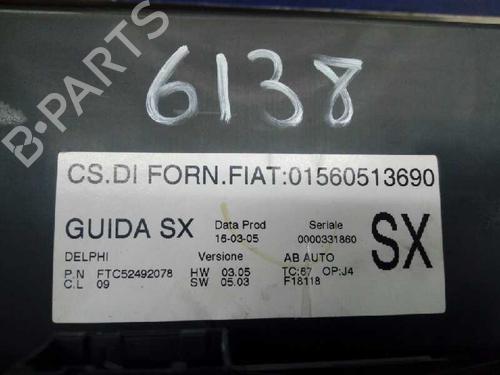 6138
B-PARTS
CS.DI FORN.FIAT:01560513690
GUIDA SX Data Prod Seriale SX
16-03-05 0000331860
DELPHI Versione AB AUTO
P.N FTC52492078 HW 03.05 TC:67 OP:J4
C.L 09 SW 05.03 F18118